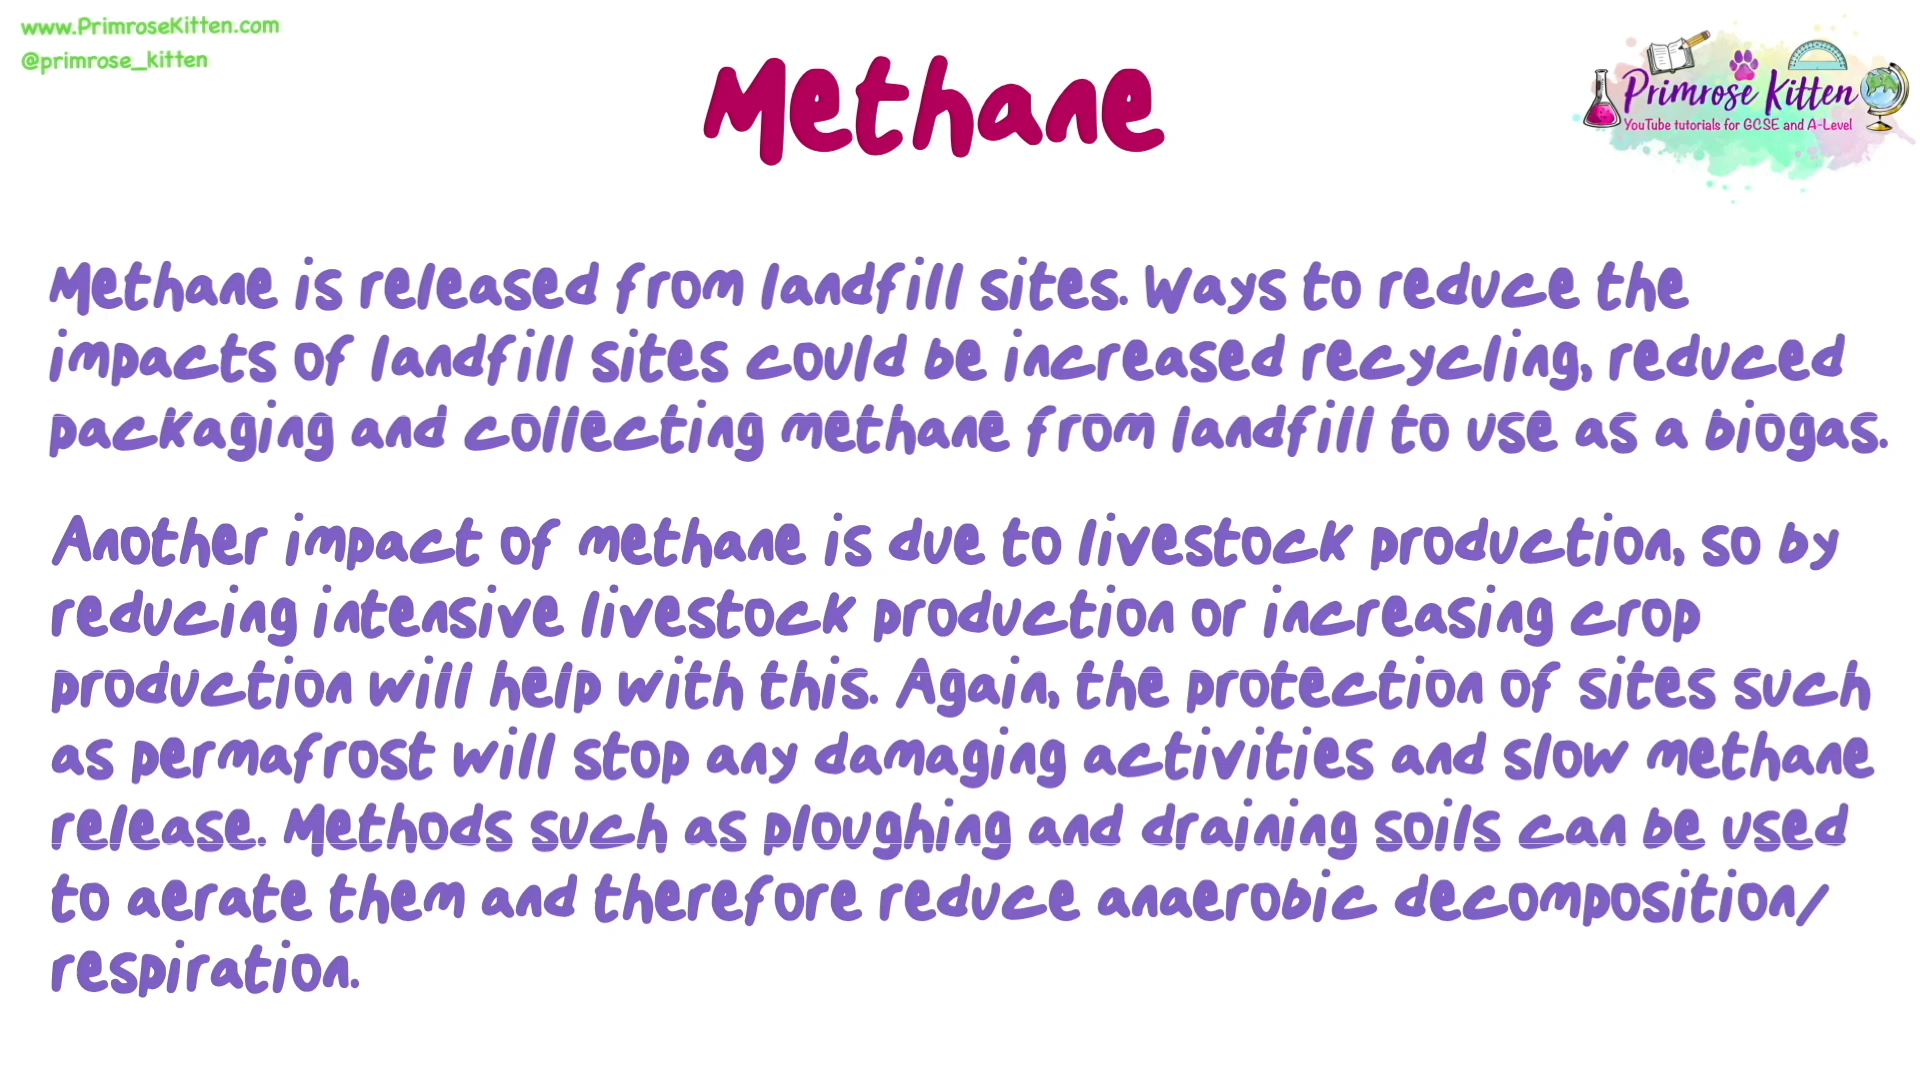 www.PrimroseKitten.com
@primrose_kitten
Methane
Primrose Kitten
YouTube tutorials for GCSE and A-Level
Methane is released from landfill sites. Ways to reduce the
impacts of landfill sites could be increased recycling, reduced
packaging and collecting methane from landfill to use as a biogas.
Another impact of methane is due to livestock production, so by
reducing intensive livestock production or increasing crop
production will help with this. Again, the protection of sites such
as permafrost will stop any damaging activities and slow methane
release. Methods such as ploughing and draining soils can be used
to aerate them and therefore reduce anaerobic decomposition/
respiration.